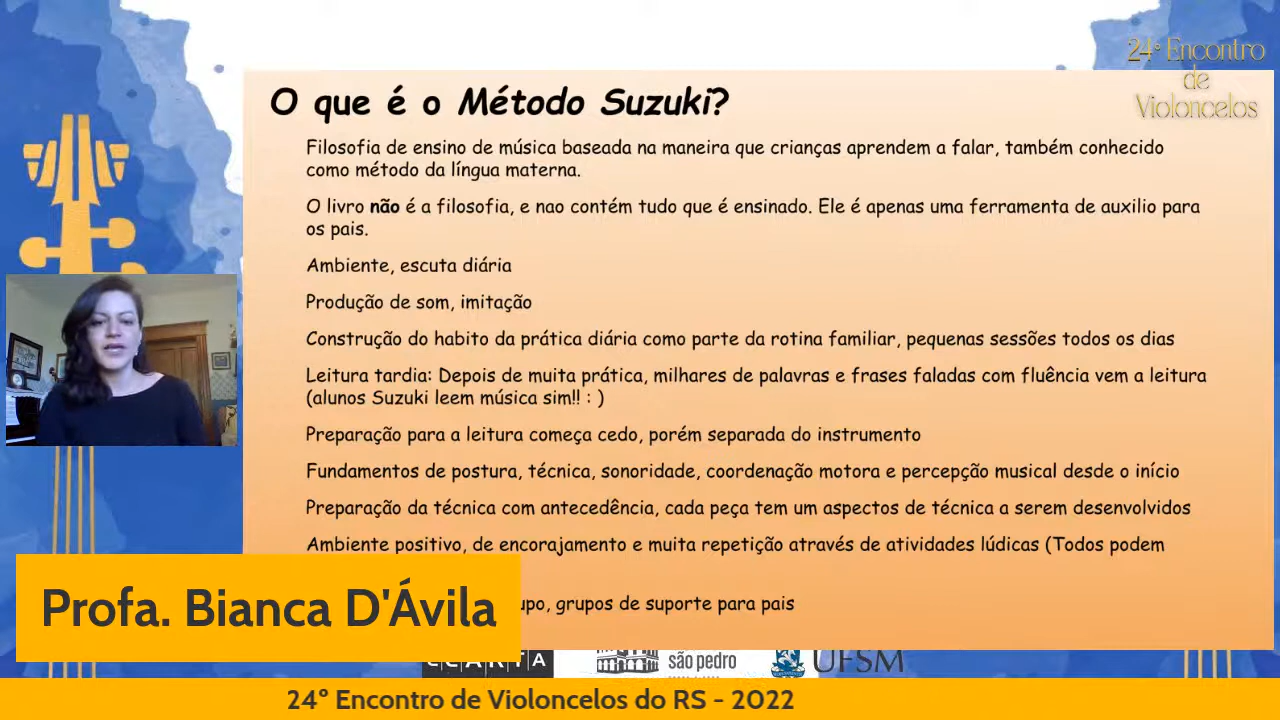 24º Encontro
de
Violoncelos
O que é o Método Suzuki?
Filosofia de ensino de música baseada na maneira que crianças aprendem a falar, também conhecido
como método da língua materna.
O livro não é a filosofia, e nao contém tudo que é ensinado. Ele é apenas uma ferramenta de auxilio para
os pais.
Ambiente, escuta diária
Produção de som, imitação
Construção do habito da prática diária como parte da rotina familiar, pequenas sessões todos os dias
Leitura tardia: Depois de muita prática, milhares de palavras e frases faladas com fluência vem a leitura
(alunos Suzuki leem música sim!! : )
Preparação para a leitura começa cedo, porém separada do instrumento
Fundamentos de postura, técnica, sonoridade, coordenação motora e percepção musical desde o início
Preparação da técnica com antecedência, cada peça tem um aspectos de técnica a serem desenvolvidos
Ambiente positivo, de encorajamento e muita repetição através de atividades lúdicas (Todos podem
grupos de suporte para pais
Profa. Bianca D'Ávila
são pedro
UFSM
24º Encontro de Violoncelos do RS - 2022